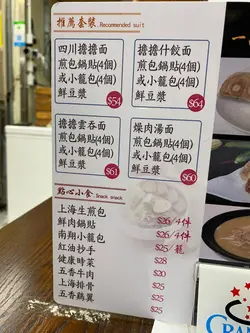 推薦套裝 Recommended suit
四川擔擔面
煎包鍋貼(4個)
或小籠包(4個)
鮮豆漿
$54
擔擔什餃面
煎包鍋貼(4個)
或小籠包(4個)
鮮豆漿
$64
擔擔雲吞面
煎包鍋貼(4個)
或小籠包(4個)
鮮豆漿
$61
燥肉湯面
煎包鍋貼(4個)
或小籠包(4個)
鮮豆漿
$60
點心小食 Snack snack
上海生煎包 $26/4件
鮮肉鍋貼 $26/4件
南翔小籠包 $25/籠
紅油抄手 $28
健康時菜 $20
五香牛肉 $25
上海排骨 $25
五香鷄翼 $25